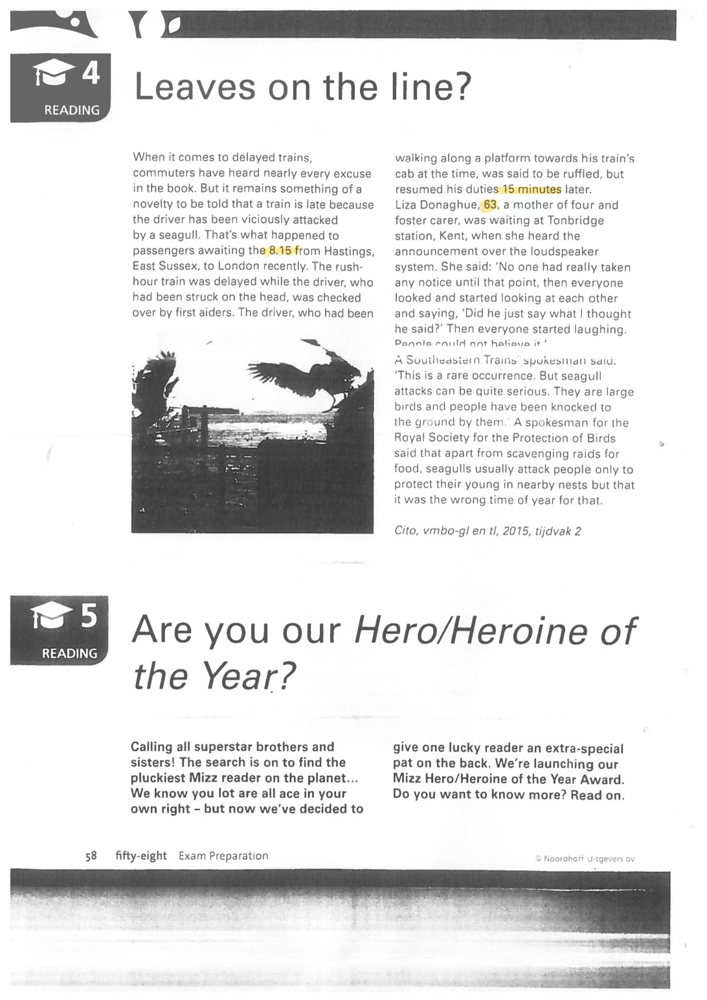 4
READING
Leaves on the line?
When it comes to delayed trains,
commuters have heard nearly every excuse
in the book. But it remains something of a
novelty to be told that a train is late because
the driver has been viciously attacked
by a seagull. That's what happened to
passengers awaiting the 8.15 from Hastings,
East Sussex, to London recently. The rush-
hour train was delayed while the driver, who
had been struck on the head, was checked
over by first aiders. The driver, who had been
walking along a platform towards his train's
cab at the time, was said to be ruffled, but
resumed his duties 15 minutes later.
Liza Donaghue, 63, a mother of four and
foster carer, was waiting at Tonbridge
station, Kent, when she heard the
announcement over the loudspeaker
system. She said: 'No one had really taken
any notice until that point, then everyone
looked and started looking at each other
and saying, 'Did he just say what I thought
he said?' Then everyone started laughing.
People could not believe it.'
A Southeastern Trains' spokesman said:
'This is a rare occurrence. But seagull
attacks can be quite serious. They are large
birds and people have been knocked to
the ground by them.' A spokesman for the
Royal Society for the Protection of Birds
said that apart from scavenging raids for
food, seagulls usually attack people only to
protect their young in nearby nests but that
it was the wrong time of year for that.
Cito, vmbo-gl en tl, 2015, tijdvak 2
5
READING
Are you our Hero/Heroine of
the Year?
Calling all superstar brothers and
sisters! The search is on to find the
pluckiest Mizz reader on the planet...
We know you lot are all ace in your
own right – but now we've decided to
give one lucky reader an extra-special
pat on the back. We're launching our
Mizz Hero/Heroine of the Year Award.
Do you want to know more? Read on.
58 fifty-eight Exam Preparation
© Noordhoff Uitgevers bv